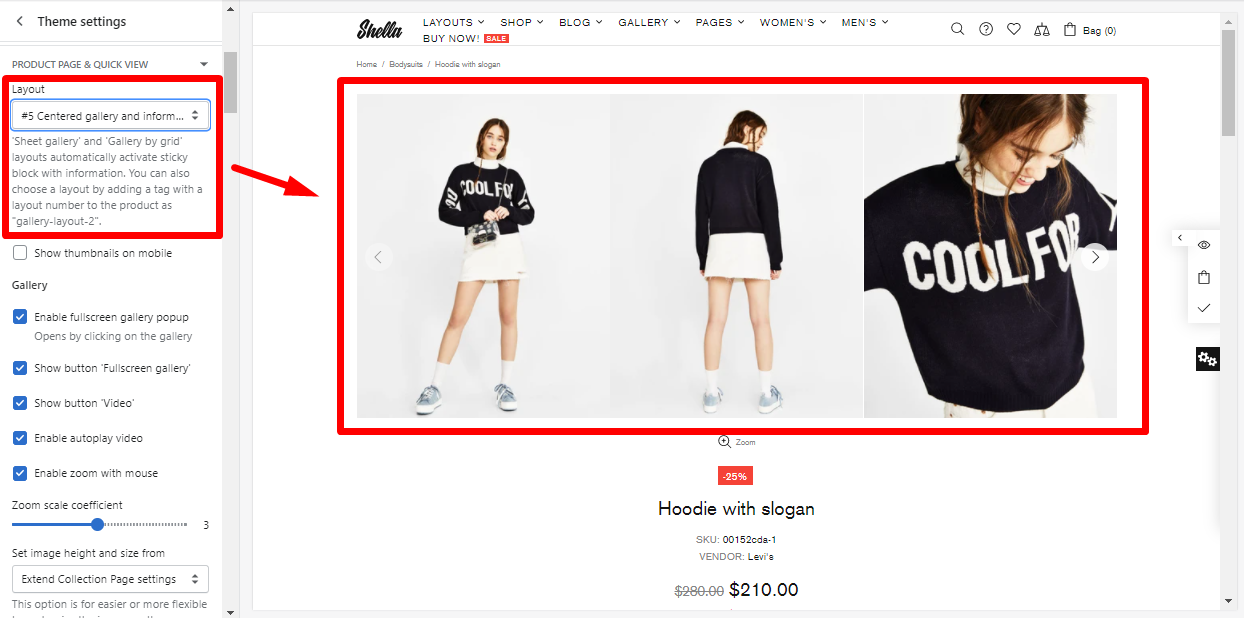 Theme settings
PRODUCT PAGE & QUICK VIEW
Layout
#5 Centered gallery and inform...
'Sheet gallery' and 'Gallery by grid'
layouts automatically activate sticky
block with information. You can also
choose a layout by adding a tag with a
layout number to the product as
"gallery-layout-2".
Show thumbnails on mobile
Gallery
Enable fullscreen gallery popup
Opens by clicking on the gallery
Show button 'Fullscreen gallery'
Show button 'Video'
Enable autoplay video
Enable zoom with mouse
Zoom scale coefficient
3
Set image height and size from
Extend Collection Page settings
This option is for easier or more flexible
Shella
LAYOUTS SHOP BLOG GALLERY PAGES WOMEN'S MEN'S
BUY NOW! SALE
Bag (0)
Home / Bodysuits / Hoodie with slogan
YOU COOL FOR
COOL FOR
Zoom
-25%
Hoodie with slogan
SKU: 00152cda-1
VENDOR: Levi's
$280.00 $210.00